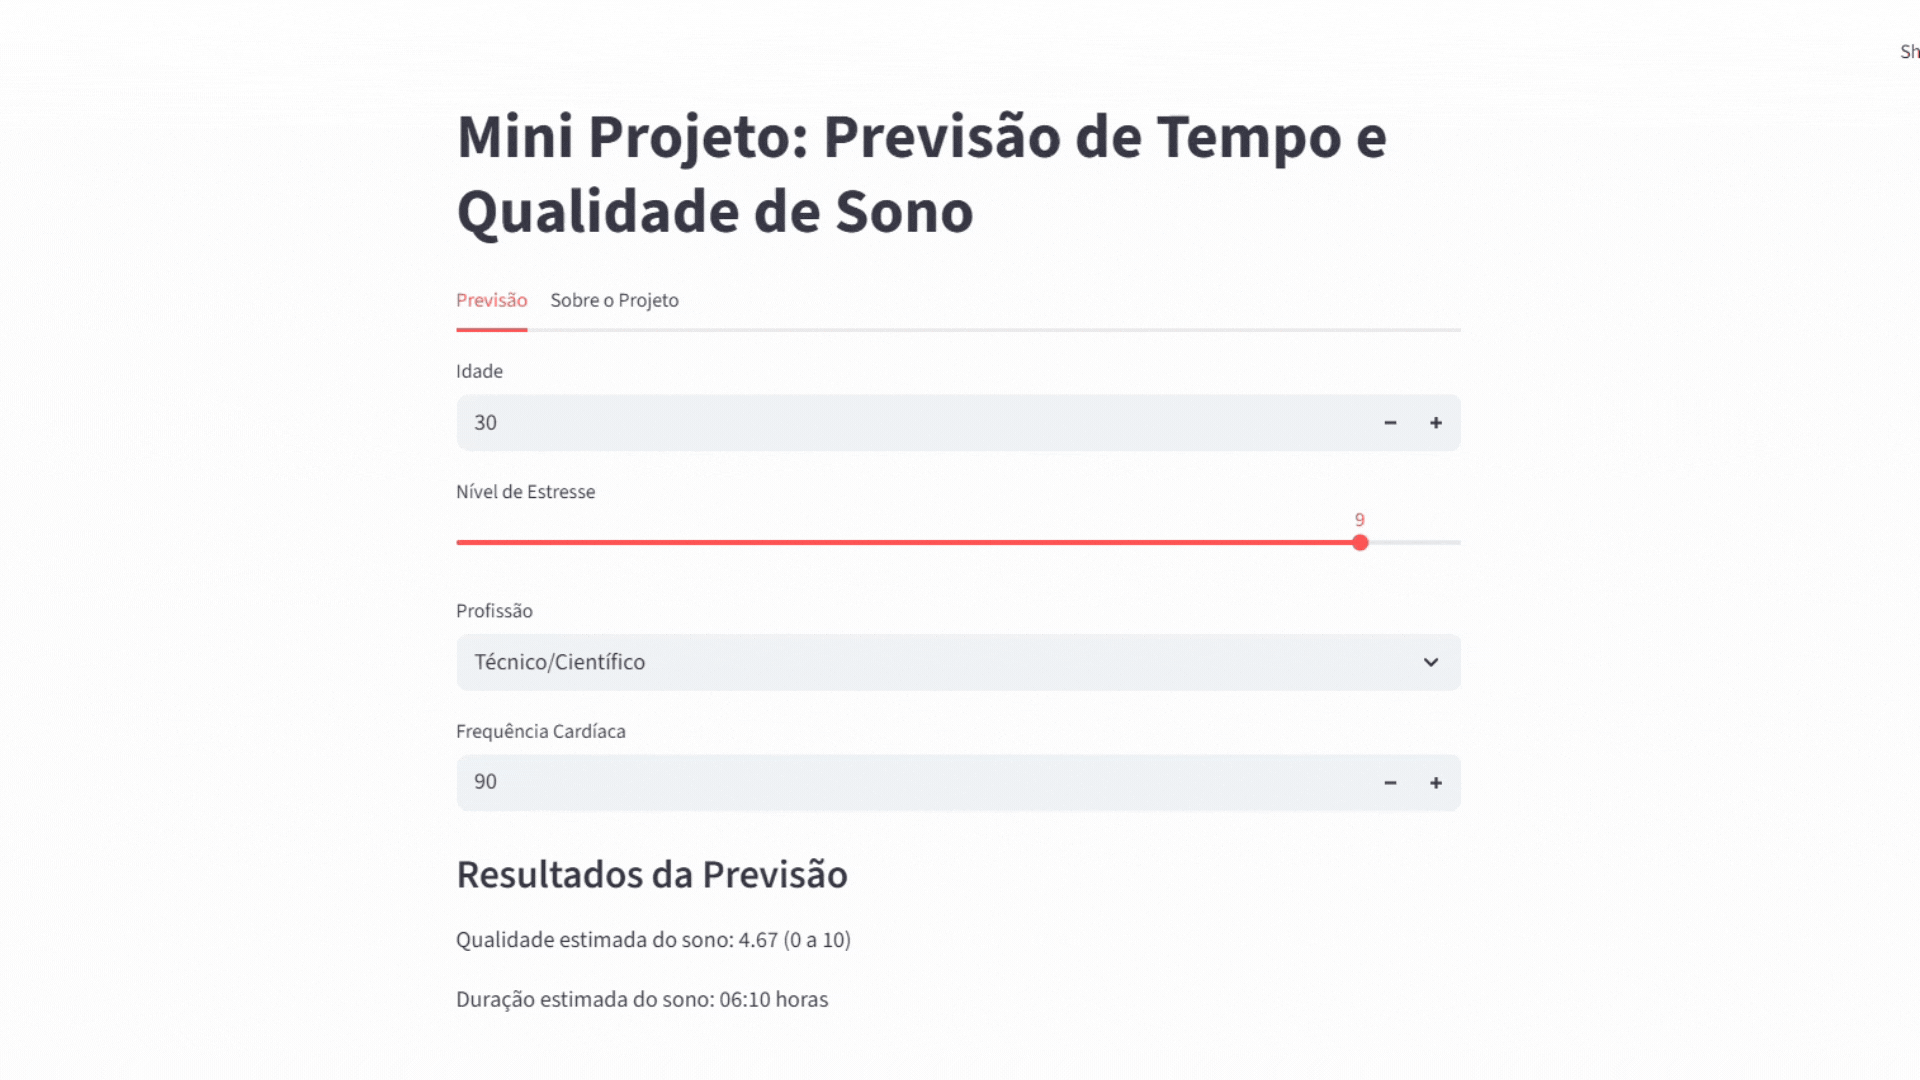 Sh
Mini Projeto: Previsão de Tempo e
Qualidade de Sono
Previsão Sobre o Projeto
Idade
30
Nível de Estresse
9
Profissão
Técnico/Científico
Frequência Cardíaca
90
Resultados da Previsão
Qualidade estimada do sono: 4.67 (0 a 10)
Duração estimada do sono: 06:10 horas